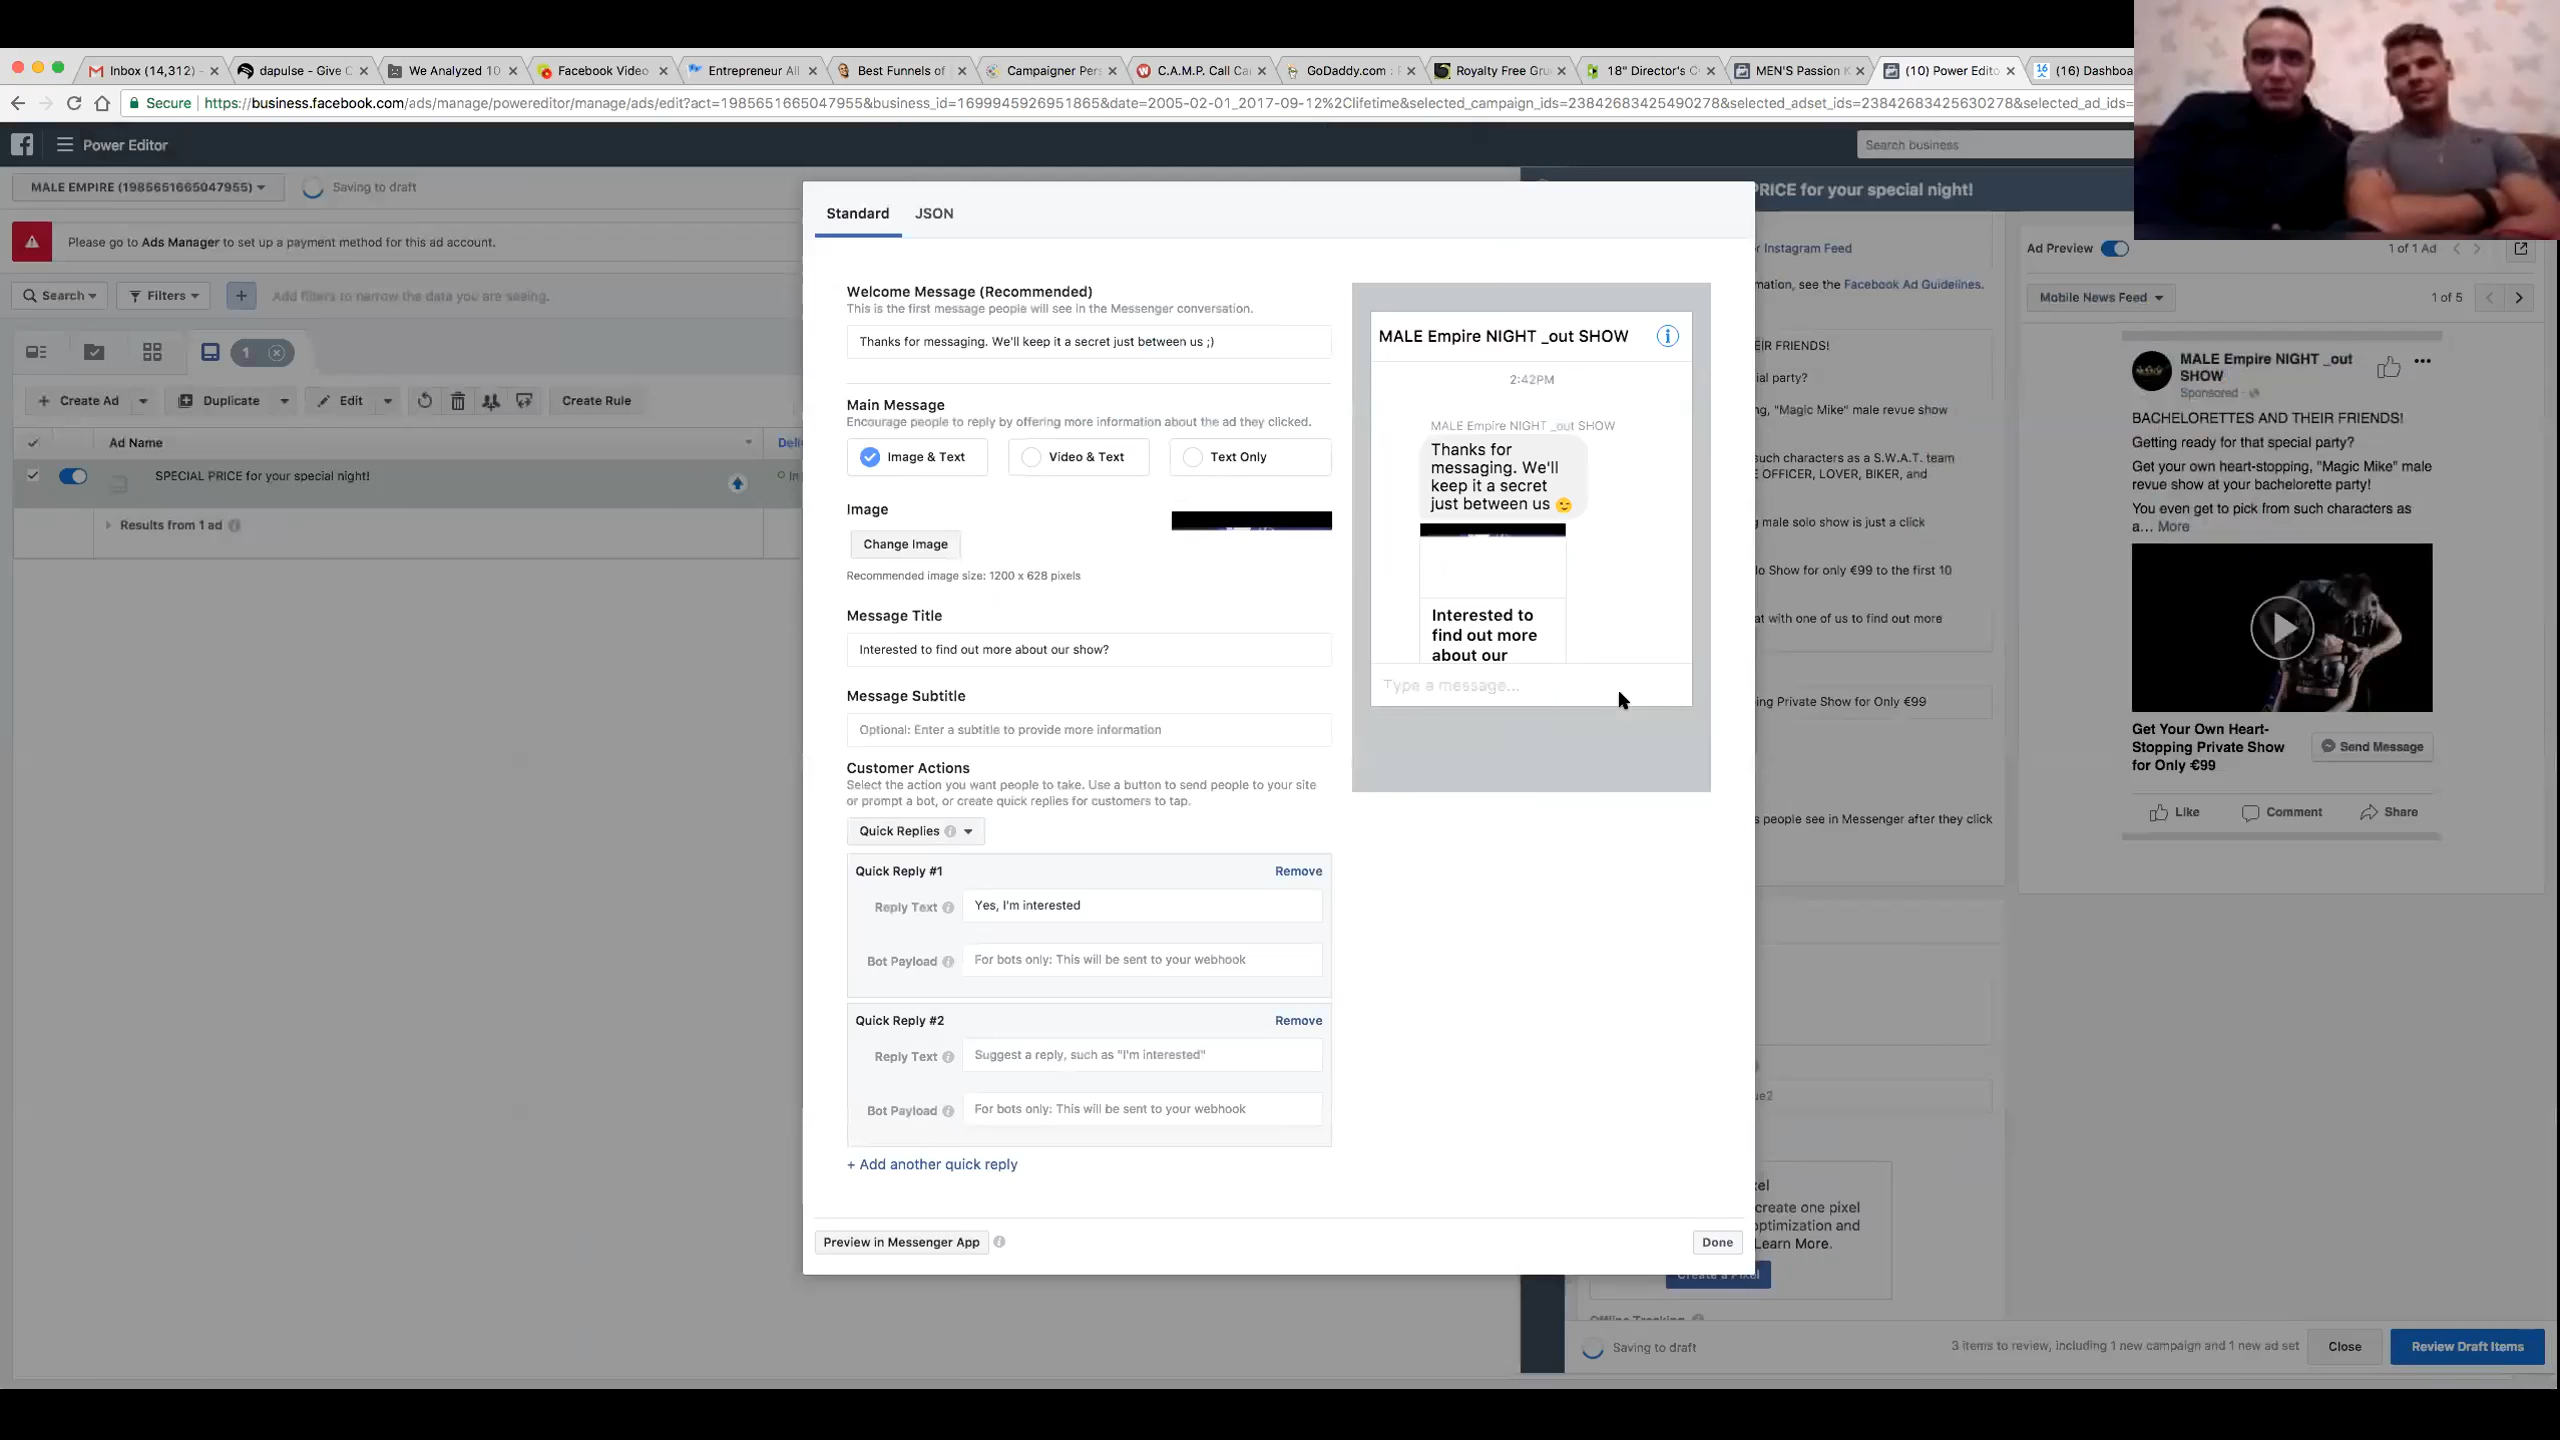 Inbox (14,312) -
dapulse - Give C
We Analyzed 10
Facebook Video
Entrepreneur All
Best Funnels of
Campaigner Pers
C.A.M.P. Call Ca
GoDaddy.com :
Royalty Free Gru
18" Director's C
MEN'S Passion
(10) Power Edito
(16) Dashboa
Secure
https://business.facebook.com/ads/manage/powereditor/manage/ads/edit?act=1985651665047955&business_id=1699945926951865&date=2005-02-01_2017-09-12%2Clifetime&selected_campaign_ids=23842683425490278&selected_adset_ids=23842683425630278&selected_ad_ids=
Power Editor
Search business
MALE EMPIRE (1985651665047955)
Saving to draft
PRICE for your special night!
Please go to Ads Manager to set up a payment method for this ad account.
Search
Filters
Add filters to narrow the data you are seeing.
1
Create Ad
Duplicate
Edit
Create Rule
Ad Name
Deli
SPECIAL PRICE for your special night!
Results from 1 ad
Standard
JSON
Welcome Message (Recommended)
This is the first message people will see in the Messenger conversation.
Thanks for messaging. We'll keep it a secret just between us ;)
Main Message
Encourage people to reply by offering more information about the ad they clicked.
Image & Text
Video & Text
Text Only
Image
Change Image
Recommended image size: 1200 x 628 pixels
Message Title
Interested to find out more about our show?
Message Subtitle
Optional: Enter a subtitle to provide more information
Customer Actions
Select the action you want people to take. Use a button to send people to your site
or prompt a bot, or create quick replies for customers to tap.
Quick Replies
Quick Reply #1
Remove
Reply Text
Yes, I'm interested
Bot Payload
For bots only: This will be sent to your webhook
Quick Reply #2
Remove
Reply Text
Suggest a reply, such as "I'm interested"
Bot Payload
For bots only: This will be sent to your webhook
+ Add another quick reply
Preview in Messenger App
Done
MALE Empire NIGHT _out SHOW
2:42PM
MALE Empire NIGHT _out SHOW
Thanks for
messaging. We'll
keep it a secret
just between us 😉
Interested to
find out more
about our
Type a message...
r Instagram Feed
mation, see the Facebook Ad Guidelines.
EIR FRIENDS!
ial party?
ng, "Magic Mike" male revue show
such characters as a S.W.A.T. team
E OFFICER, LOVER, BIKER, and
g male solo show is just a click
lo Show for only €99 to the first 10
at with one of us to find out more
ing Private Show for Only €99
s people see in Messenger after they click
ue2
el
create one pixel
optimization and
Learn More.
Create a Pixel
Offline Tracking
Ad Preview
1 of 1 Ad
Mobile News Feed
1 of 5
MALE Empire NIGHT _out
SHOW
Sponsored ·
BACHELORETTES AND THEIR FRIENDS!
Getting ready for that special party?
Get your own heart-stopping, "Magic Mike" male
revue show at your bachelorette party!
You even get to pick from such characters as
a... More
Get Your Own Heart-
Stopping Private Show
for Only €99
Send Message
Like
Comment
Share
Saving to draft
3 items to review, including 1 new campaign and 1 new ad set
Close
Review Draft Items